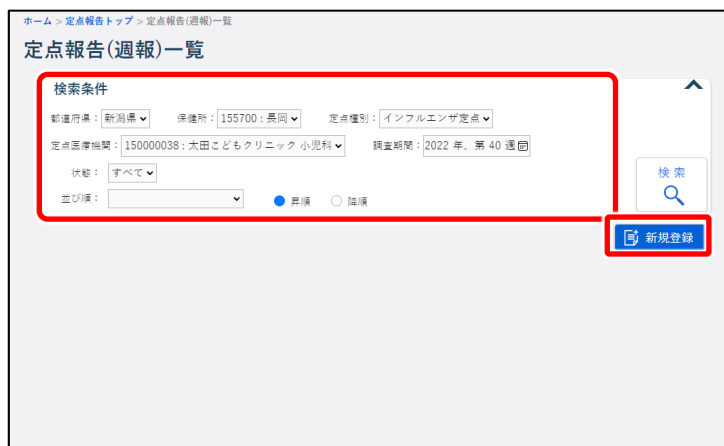 ホーム > 定点報告トップ > 定点報告(週報)一覧
定点報告(週報)一覧
検索条件
都道府県： 新潟県 保健所： 155700：長岡 定点種別： インフルエンザ定点
定点医療機関： 150000038：太田こどもクリニック 小児科 調査期間： 2022 年、第 40 週
状態： すべて
検索
並び順： 昇順 降順
新規登録